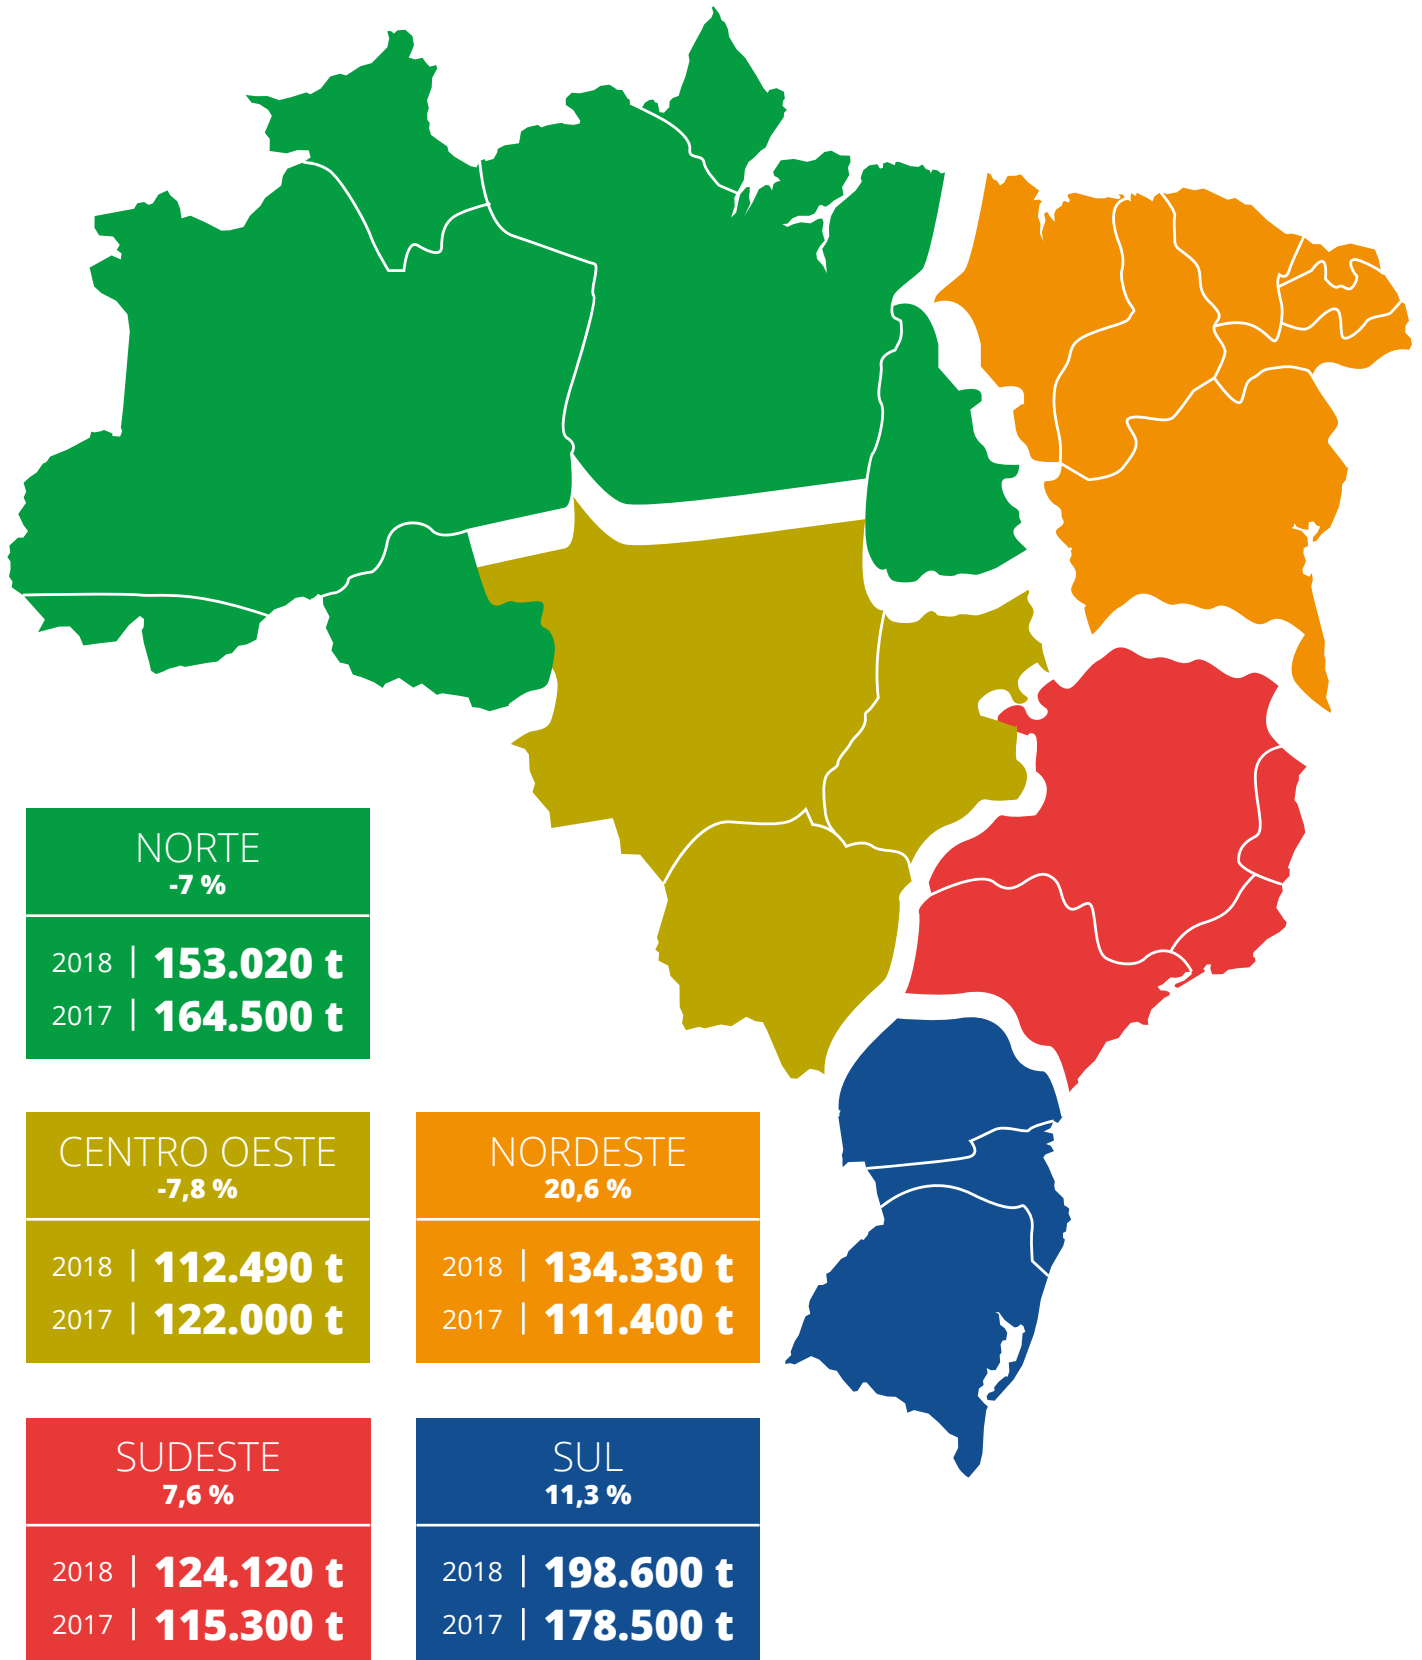 NORTE
-7 %
2018 | 153.020 t
2017 | 164.500 t
CENTRO OESTE
-7,8 %
2018 | 112.490 t
2017 | 122.000 t
NORDESTE
20,6 %
2018 | 134.330 t
2017 | 111.400 t
SUDESTE
7,6 %
2018 | 124.120 t
2017 | 115.300 t
SUL
11,3 %
2018 | 198.600 t
2017 | 178.500 t